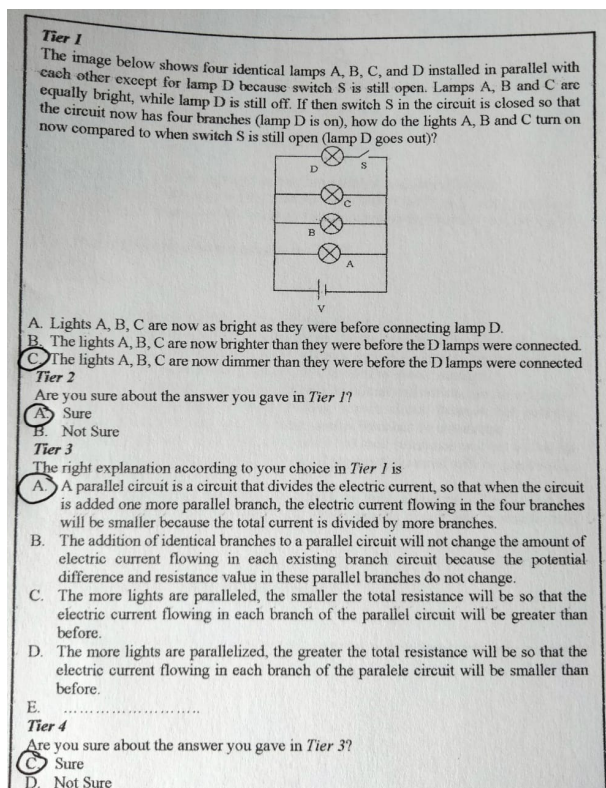 Tier 1
The image below shows four identical lamps A, B, C, and D installed in parallel with
each other except for lamp D because switch S is still open. Lamps A, B and C are
equally bright, while lamp D is still off. If then switch S in the circuit is closed so that
the circuit now has four branches (lamp D is on), how do the lights A, B and C turn on
now compared to when switch S is still open (lamp D goes out)?
D S
C
B
A
V
A. Lights A, B, C are now as bright as they were before connecting lamp D.
B. The lights A, B, C are now brighter than they were before the D lamps were connected.
C. The lights A, B, C are now dimmer than they were before the D lamps were connected
Tier 2
Are you sure about the answer you gave in Tier 1?
A. Sure
B. Not Sure
Tier 3
The right explanation according to your choice in Tier 1 is
A. A parallel circuit is a circuit that divides the electric current, so that when the circuit
is added one more parallel branch, the electric current flowing in the four branches
will be smaller because the total current is divided by more branches.
B. The addition of identical branches to a parallel circuit will not change the amount of
electric current flowing in each existing branch circuit because the potential
difference and resistance value in these parallel branches do not change.
C. The more lights are paralleled, the smaller the total resistance will be so that the
electric current flowing in each branch of the parallel circuit will be greater than
before.
D. The more lights are parallelized, the greater the total resistance will be so that the
electric current flowing in each branch of the paralele circuit will be smaller than
before.
E. ..............................
Tier 4
Are you sure about the answer you gave in Tier 3?
C. Sure
D. Not Sure